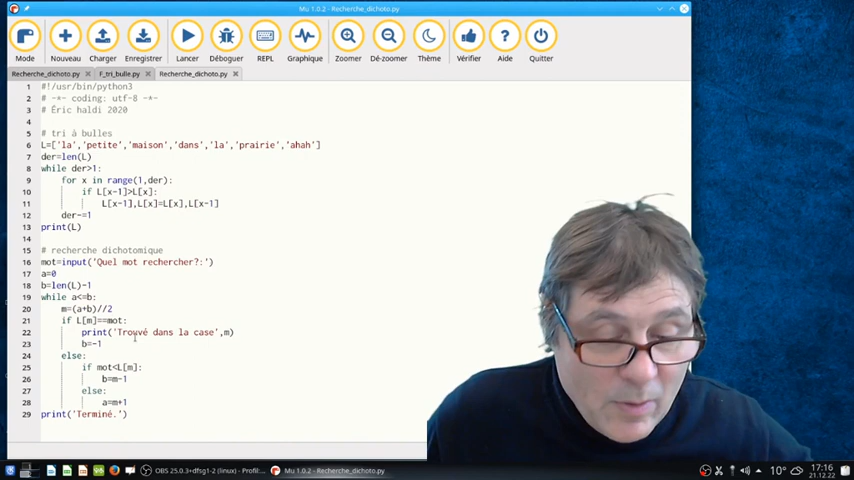 Mu 1.0.2 - Recherche_dichoto.py
Mode Nouveau Charger Enregistrer Lancer Déboguer REPL Graphique Zoomer Dé-zoomer Thème Vérifier Aide Quitter
Recherche_dichoto.py F_tri_bulle.py Recherche_dichoto.py
1 #!/usr/bin/python3
2 # -*- coding: utf-8 -*-
3 # Éric haldi 2020
4
5 # tri à bulles
6 L=['la','petite','maison','dans','la','prairie','ahah']
7 der=len(L)
8 while der>1:
9 for x in range(1,der):
10 if L[x-1]>L[x]:
11 L[x-1],L[x]=L[x],L[x-1]
12 der-=1
13 print(L)
14
15 # recherche dichotomique
16 mot=input('Quel mot rechercher?:')
17 a=0
18 b=len(L)-1
19 while a<=b:
20 m=(a+b)//2
21 if L[m]==mot:
22 print('Trouvé dans la case',m)
23 b=-1
24 else:
25 if mot<L[m]:
26 b=m-1
27 else:
28 a=m+1
29 print('Terminé.')
OBS 25.0.3+dfsg1-2 (linux) - Profil: Mu 1.0.2 - Recherche_dichoto.py 10° 17:16
21.12.22